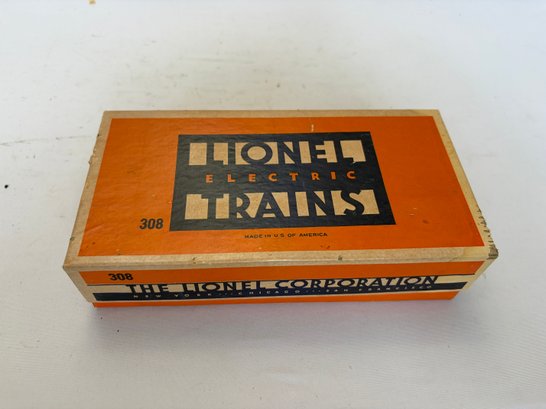 LIONEL
ELECTRIC
TRAINS
308
MADE IN U.S. OF AMERICA
308
THE LIONEL CORPORATION
NEW YORK · CHICAGO · SAN FRANCISCO